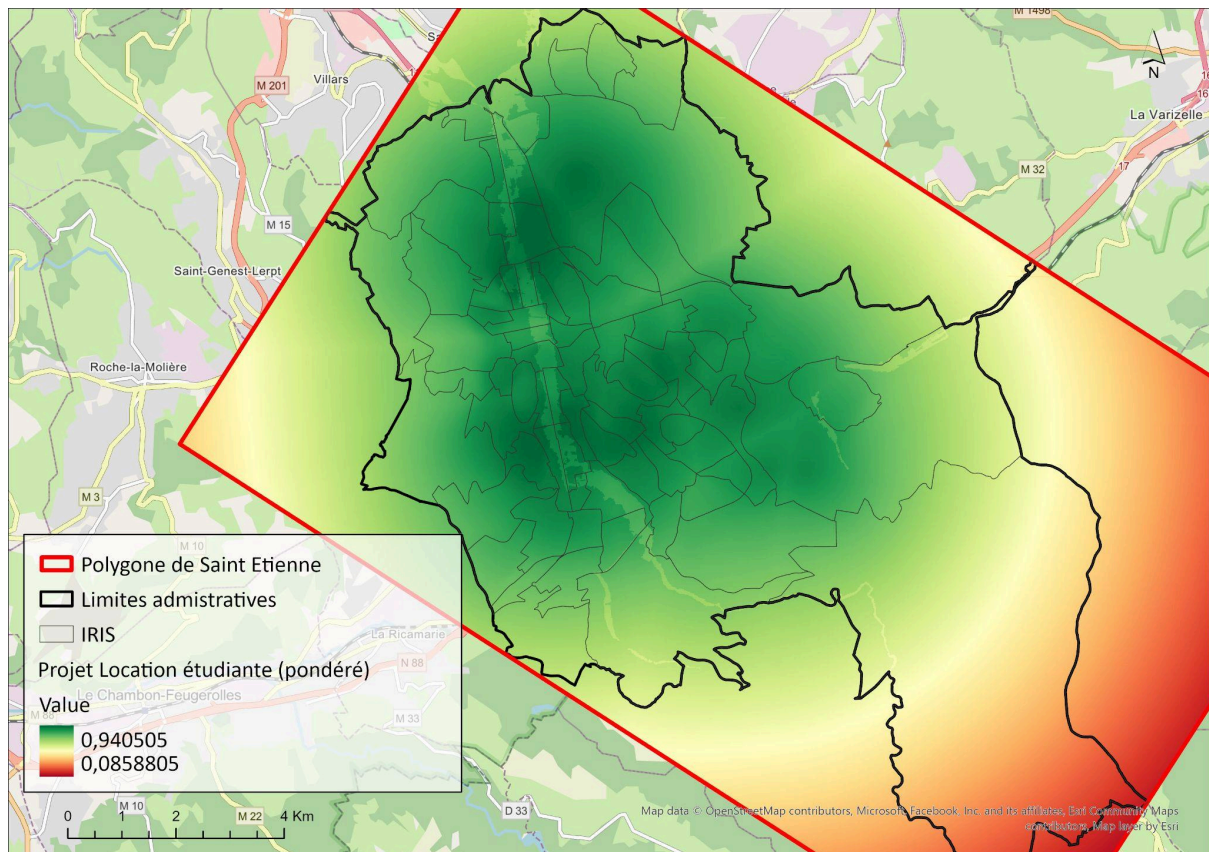 M 1498
Sa
Villars
M 201
N
16
La Varizelle
17
M 32
M 15
Saint-Genest-Lerpt
Roche-la-Molière
M 3
M 10
Polygone de Saint Etienne
Limites admistratives
IRIS
La Ricamarie
N 88
Projet Location étudiante (pondéré)
Le Chambon-Feugerolles
Value
M 33
0,940505
0,0858805
M 10
M 22
D 33
0 2 4 Km
Map data © OpenStreetMap contributors, Microsoft, Facebook, Inc. and its affiliates, Esri Community Maps
contributors, Map layer by Esri